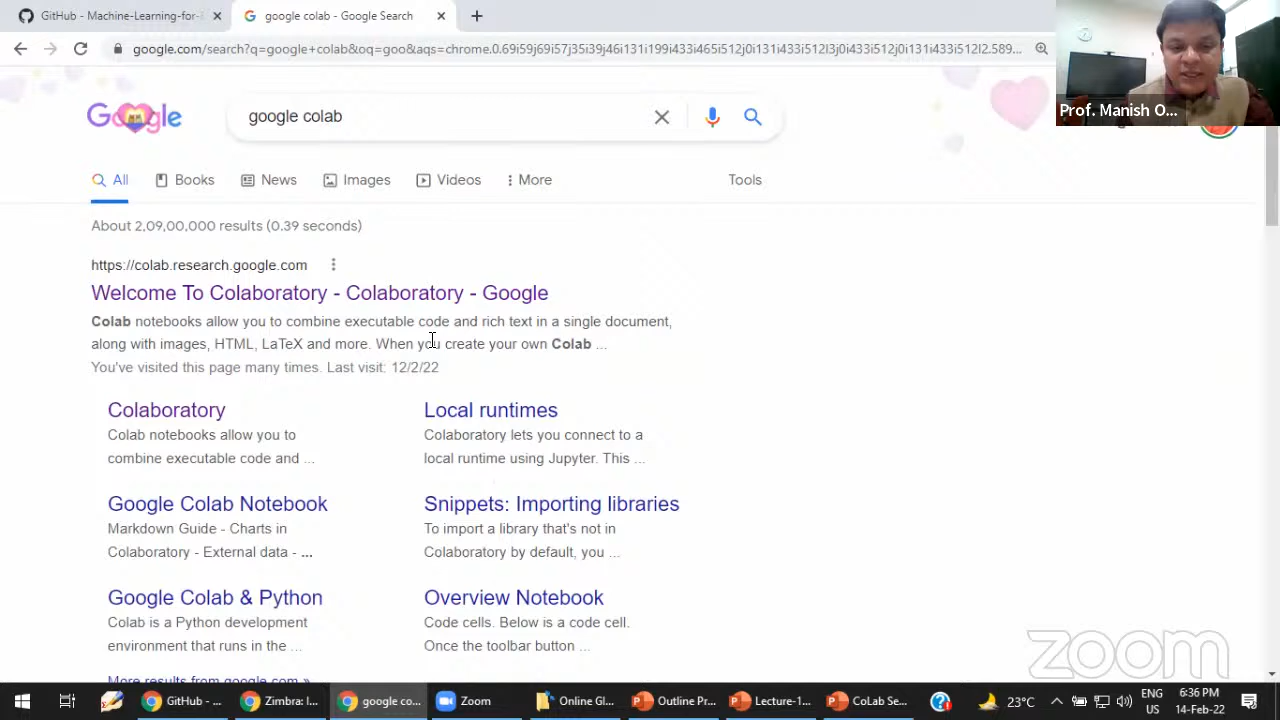 GitHub - Machine-Learning-for-
google colab - Google Search
google.com/search?q=google+colab&oq=goo&aqs=chrome.0.69i59j69i57j35i39j46i131i199i433i465i512j0i131i433i512l3j0i433i512j0i131i433i512l2.589...
Prof. Manish O...
Google
google colab
All
Books
News
Images
Videos
More
Tools
About 2,09,00,000 results (0.39 seconds)
https://colab.research.google.com
Welcome To Colaboratory - Colaboratory - Google
Colab notebooks allow you to combine executable code and rich text in a single document,
along with images, HTML, LaTeX and more. When you create your own Colab ...
You've visited this page many times. Last visit: 12/2/22
Colaboratory
Colab notebooks allow you to
combine executable code and ...
Local runtimes
Colaboratory lets you connect to a
local runtime using Jupyter. This ...
Google Colab Notebook
Markdown Guide - Charts in
Colaboratory - External data - ...
Snippets: Importing libraries
To import a library that's not in
Colaboratory by default, you ...
Google Colab & Python
Colab is a Python development
environment that runs in the ...
Overview Notebook
Code cells. Below is a code cell.
Once the toolbar button ...
More results from google.com »
zoom
GitHub - ...
Zimbra: I...
google co...
Zoom
Online Gl...
Outline Pr...
Lecture-1...
CoLab Se...
23°C
ENG
US
6:36 PM
14-Feb-22